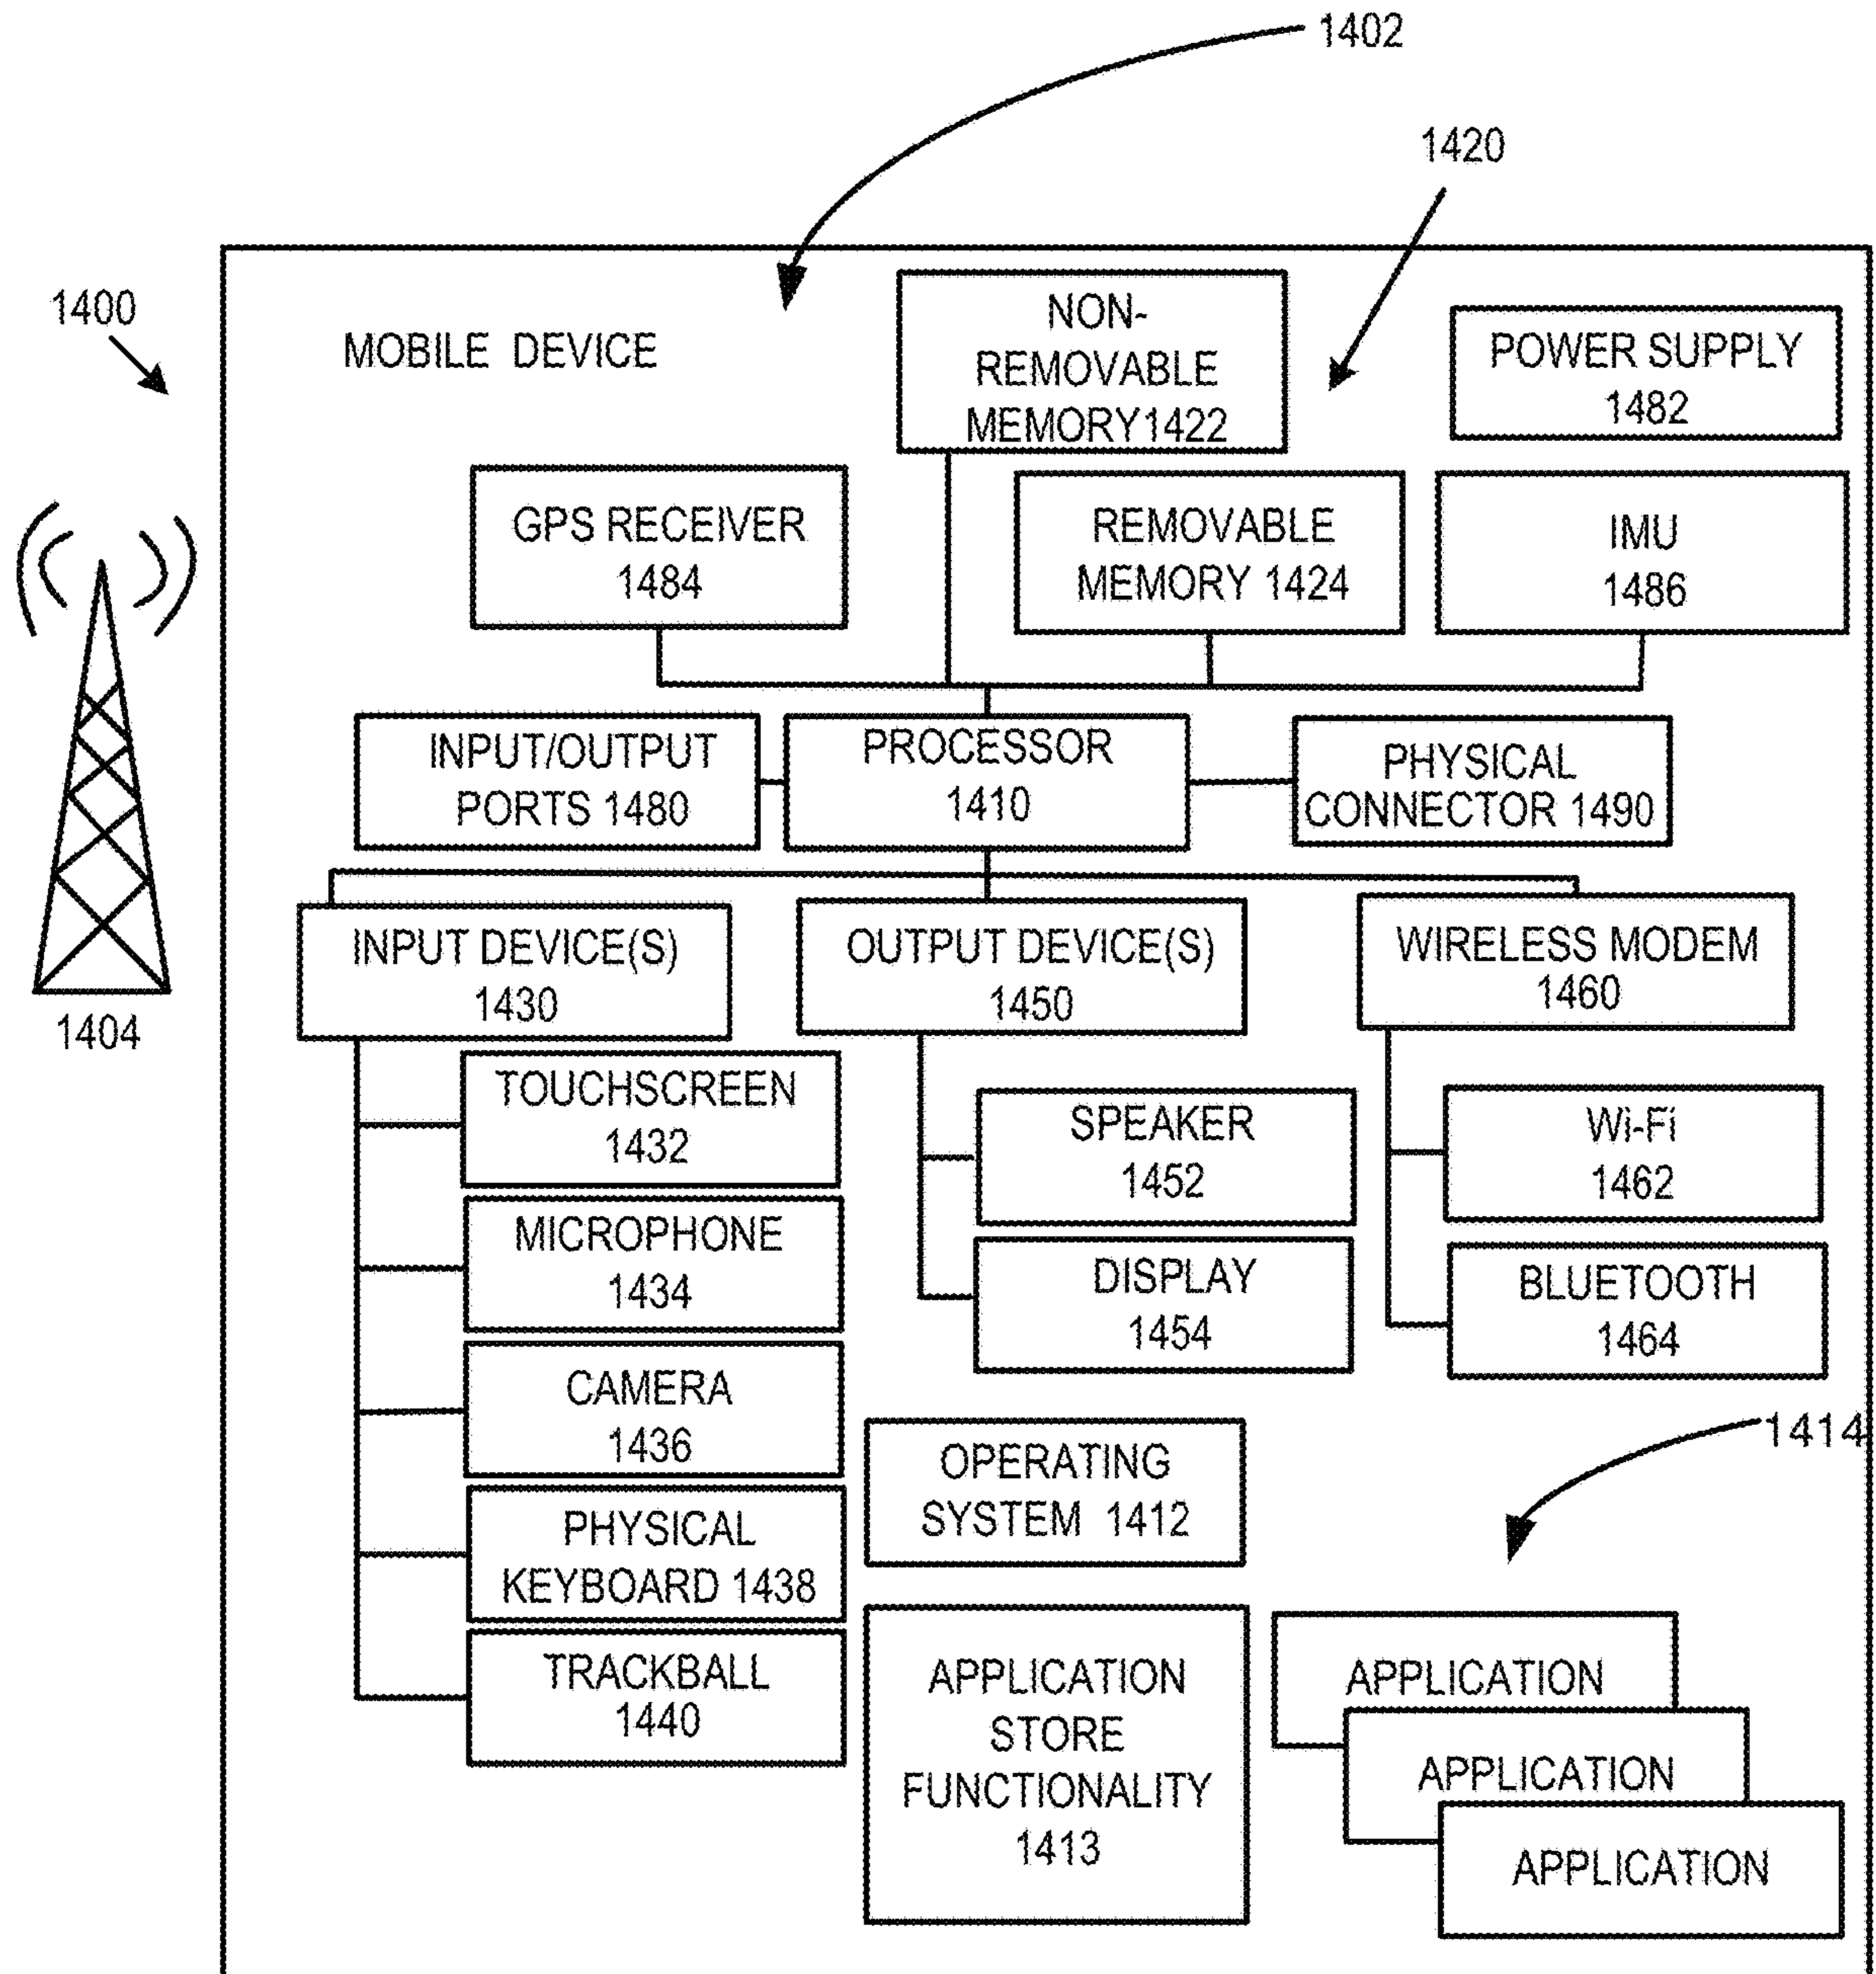 1402
1420
1400
MOBILE DEVICE
NON-
REMOVABLE
MEMORY1422
POWER SUPPLY
1482
GPS RECEIVER
1484
REMOVABLE
MEMORY 1424
IMU
1486
INPUT/OUTPUT
PORTS 1480
PROCESSOR
1410
PHYSICAL
CONNECTOR 1490
1404
INPUT DEVICE(S)
1430
OUTPUT DEVICE(S)
1450
WIRELESS MODEM
1460
TOUCHSCREEN
1432
MICROPHONE
1434
CAMERA
1436
PHYSICAL
KEYBOARD 1438
TRACKBALL
1440
SPEAKER
1452
DISPLAY
1454
Wi-Fi
1462
BLUETOOTH
1464
OPERATING
SYSTEM 1412
APPLICATION
STORE
FUNCTIONALITY
1413
1414
APPLICATION
APPLICATION
APPLICATION